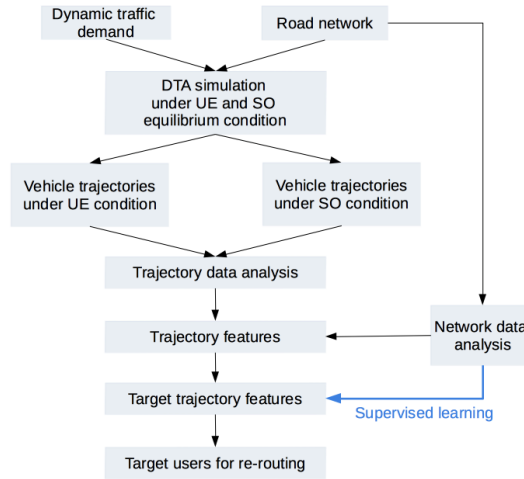 Dynamic traffic
demand
Road network
DTA simulation
under UE and SO
equilibrium condition
Vehicle trajectories
under UE condition
Vehicle trajectories
under SO condition
Trajectory data analysis
Trajectory features
Network data
analysis
Target trajectory features
Supervised learning
Target users for re-routing